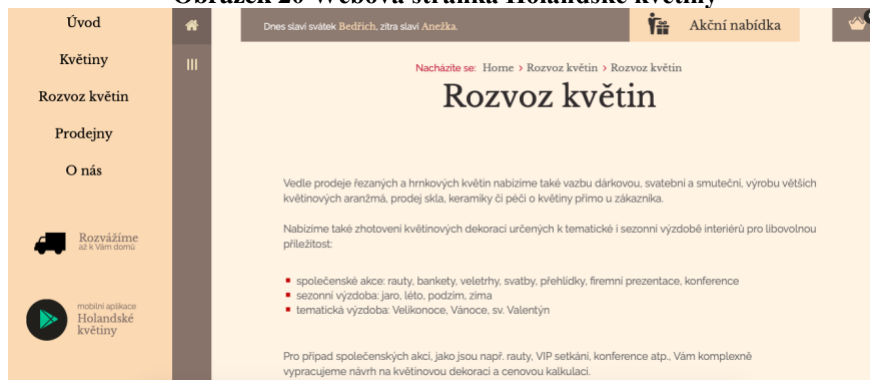 Obrázek 20 Webová stránka Holandské květiny
Úvod
Květiny
Rozvoz květin
Prodejny
O nás
Rozvážíme
až k Vám domů
mobilní aplikace
Holandské
květiny
Dnes slaví svátek Bedřich, zítra slaví Anežka.
Akční nabídka
Nacházíte se: Home > Rozvoz květin > Rozvoz květin
Rozvoz květin
Vedle prodeje řezaných a hrnkových květin nabízíme také vazbu dárkovou, svatební a smuteční, výrobu větších
květinových aranžmá, prodej skla, keramiky či péči o květiny přímo u zákazníka.
Nabízíme také zhotovení květinových dekorací určených k tematické i sezonní výzdobě interiérů pro libovolnou
příležitost:
společenské akce: rauty, bankety, veletrhy, svatby, přehlídky, firemní prezentace, konference
sezonní výzdoba: jaro, léto, podzim, zima
tematická výzdoba: Velikonoce, Vánoce, sv. Valentýn
Pro případ společenských akcí, jako jsou např. rauty, VIP setkání, konference atp., Vám komplexně
vypracujeme návrh na květinovou dekoraci a cenovou kalkulaci.